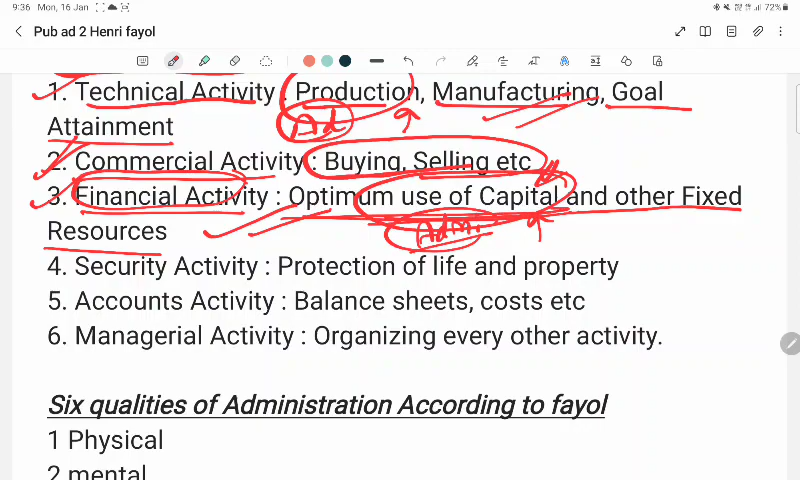 9:36 Mon, 16 Jan
72%
Pub ad 2 Henri fayol
1. Technical Activity : Production, Manufacturing, Goal
Attainment
Ad
2. Commercial Activity : Buying, Selling etc
3. Financial Activity : Optimum use of Capital and other Fixed
Resources
Adm.
4. Security Activity : Protection of life and property
5. Accounts Activity : Balance sheets, costs etc
6. Managerial Activity : Organizing every other activity.
Six qualities of Administration According to fayol
1 Physical
2 mental